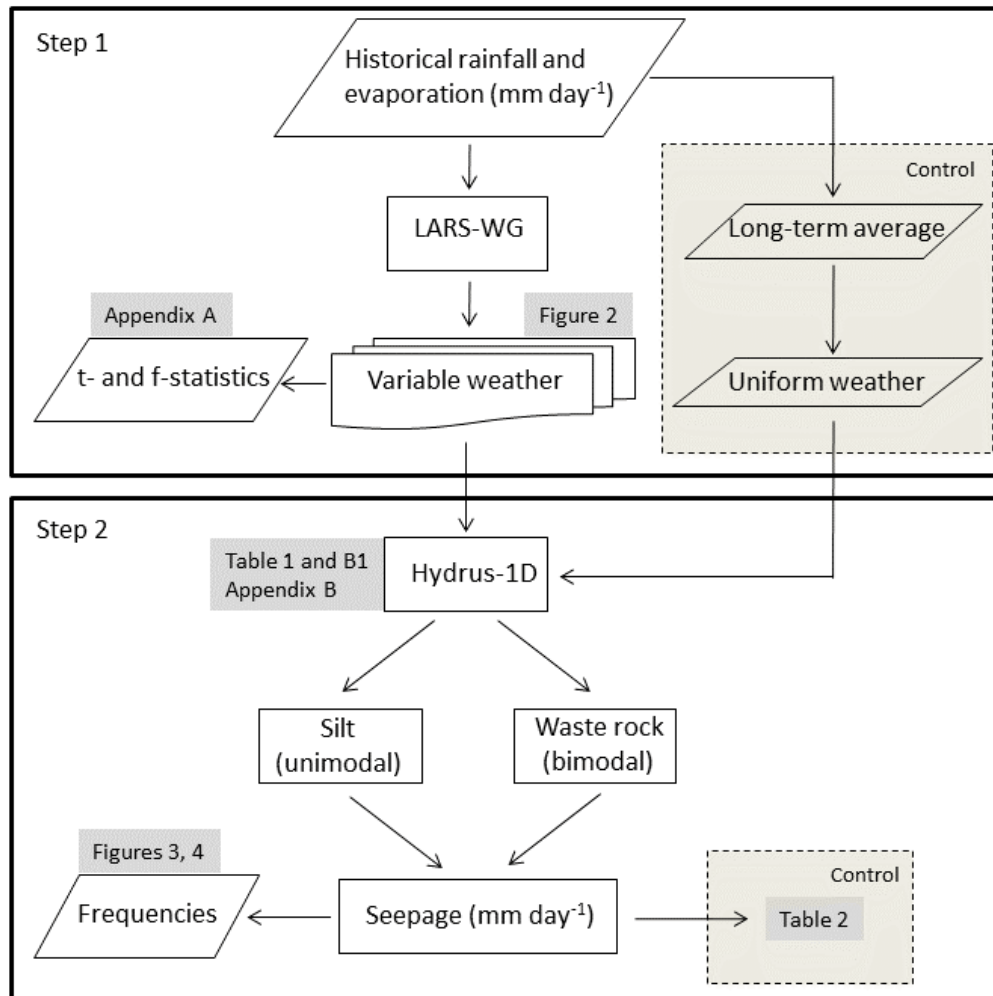 Step 1
Historical rainfall and
evaporation (mm day⁻¹)
Control
LARS-WG
Long-term average
Appendix A
Figure 2
t- and f-statistics
Variable weather
Uniform weather
Step 2
Table 1 and B1
Appendix B
Hydrus-1D
Silt
(unimodal)
Waste rock
(bimodal)
Figures 3, 4
Control
Frequencies
Seepage (mm day⁻¹)
Table 2